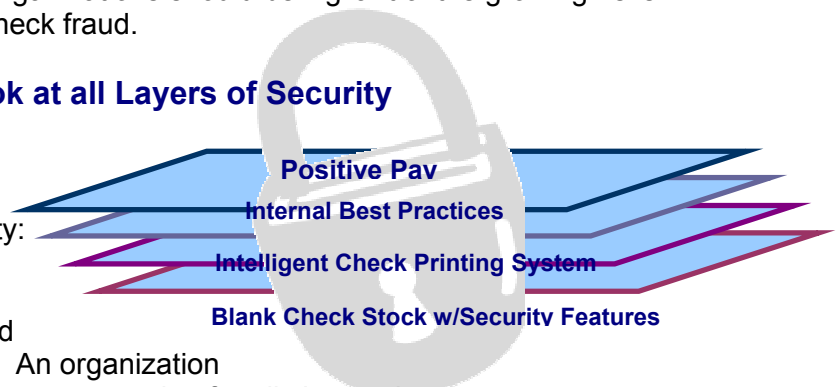 heck fraud.
ok at all Layers of Security
Positive Pay
Internal Best Practices
ty:
Intelligent Check Printing System
Blank Check Stock w/Security Features
d
An organization